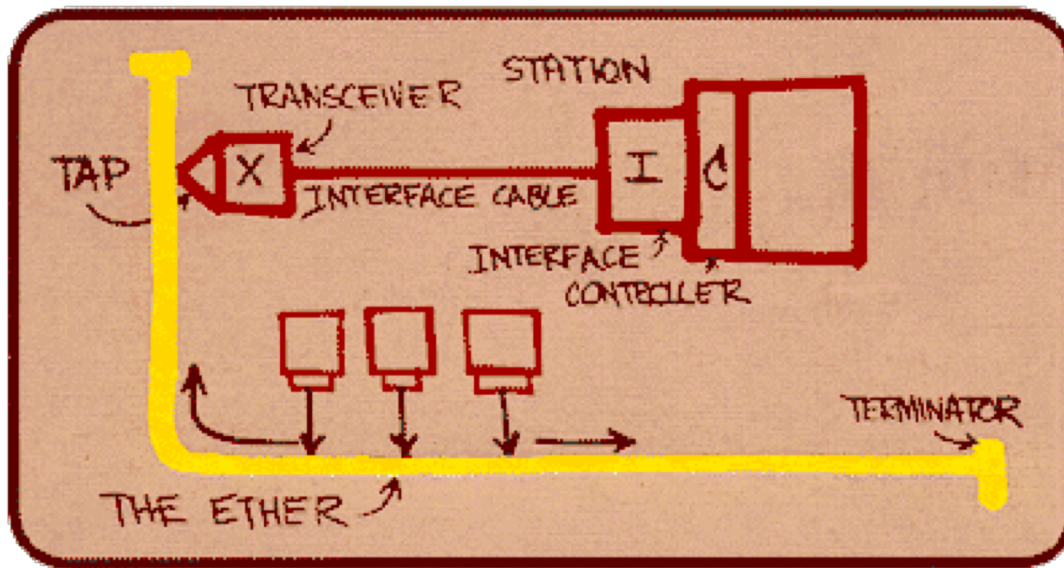 STATION
TRANSCEIVER
TAP
X
I
C
INTERFACE CABLE
INTERFACE
CONTROLLER
TERMINATOR
THE ETHER